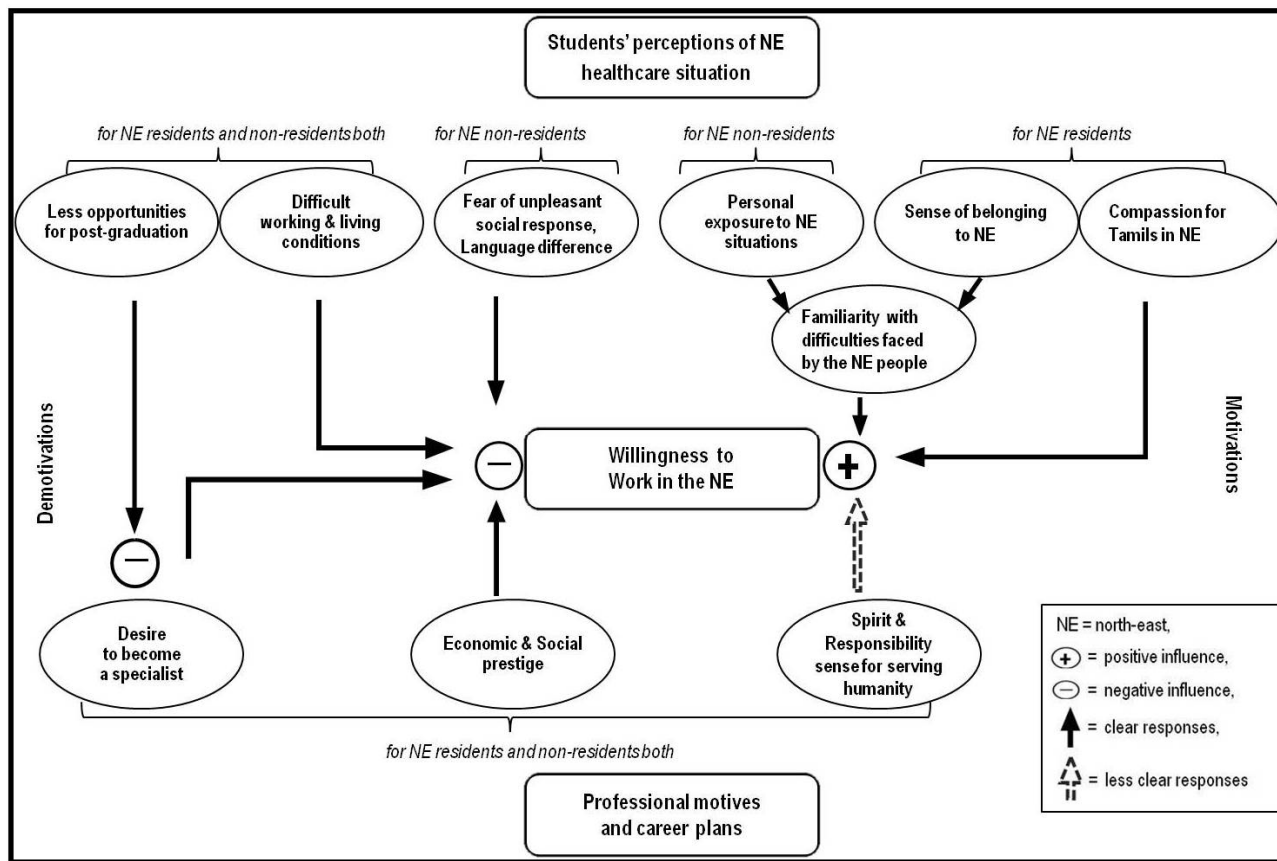 Students' perceptions of NE
healthcare situation
for NE residents and non-residents both
for NE non-residents
for NE non-residents
for NE residents
Less opportunities
for post-graduation
Difficult
working & living
conditions
Fear of unpleasant
social response,
Language difference
Personal
exposure to NE
situations
Sense of belonging
to NE
Compassion for
Tamils in NE
Familiarity with
difficulties faced
by the NE people
Demotivations
Willingness to
Work in the NE
Motivations
Desire
to become
a specialist
Economic & Social
prestige
Spirit &
Responsibility
sense for serving
humanity
for NE residents and non-residents both
Professional motives
and career plans
NE = north-east,
+ = positive influence,
− = negative influence,
= clear responses,
= less clear responses